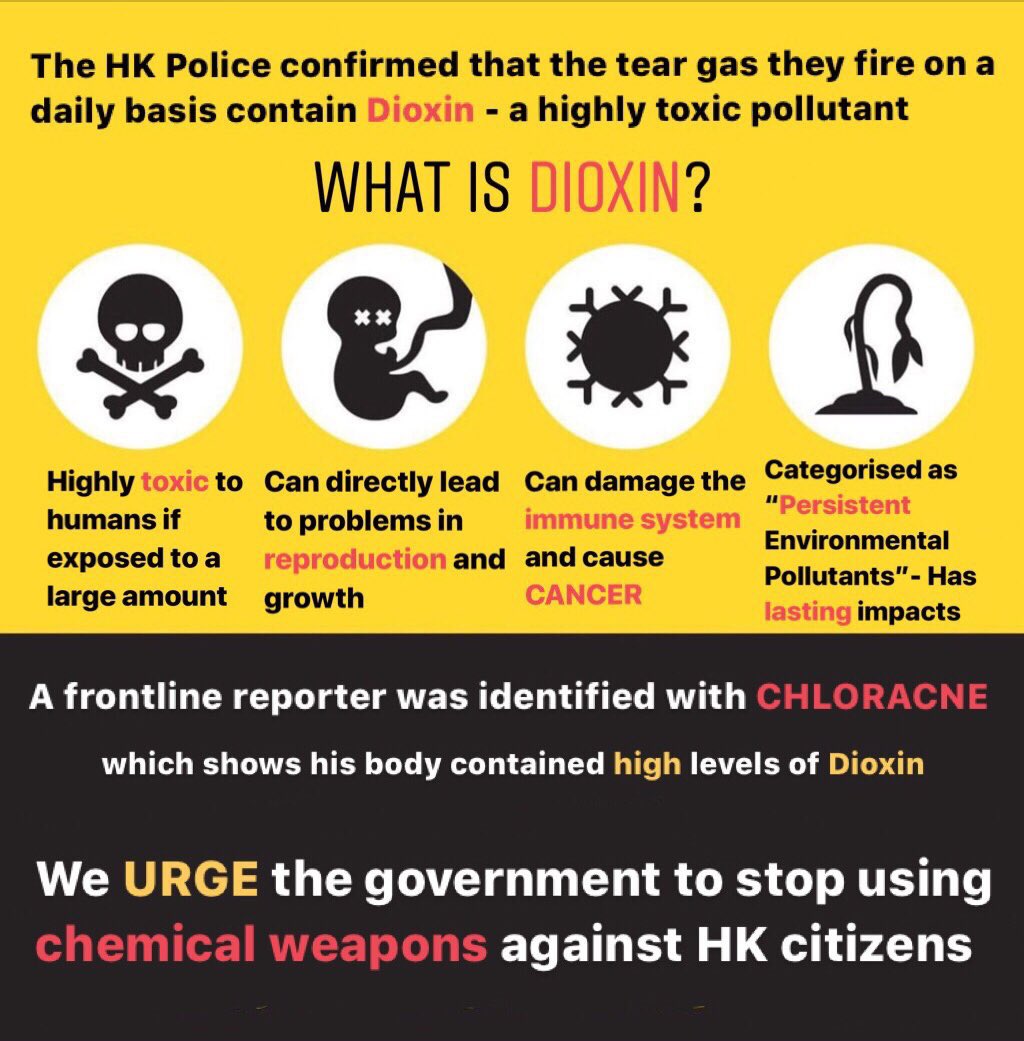 The HK Police confirmed that the tear gas they fire on a
daily basis contain Dioxin - a highly toxic pollutant
WHAT IS DIOXIN?
Highly toxic to
humans if
exposed to a
large amount
Can directly lead
to problems in
reproduction and
growth
Can damage the
immune system
and cause
CANCER
Categorised as
"Persistent
Environmental
Pollutants"- Has
lasting impacts
A frontline reporter was identified with CHLORACNE
which shows his body contained high levels of Dioxin
We URGE the government to stop using
chemical weapons against HK citizens